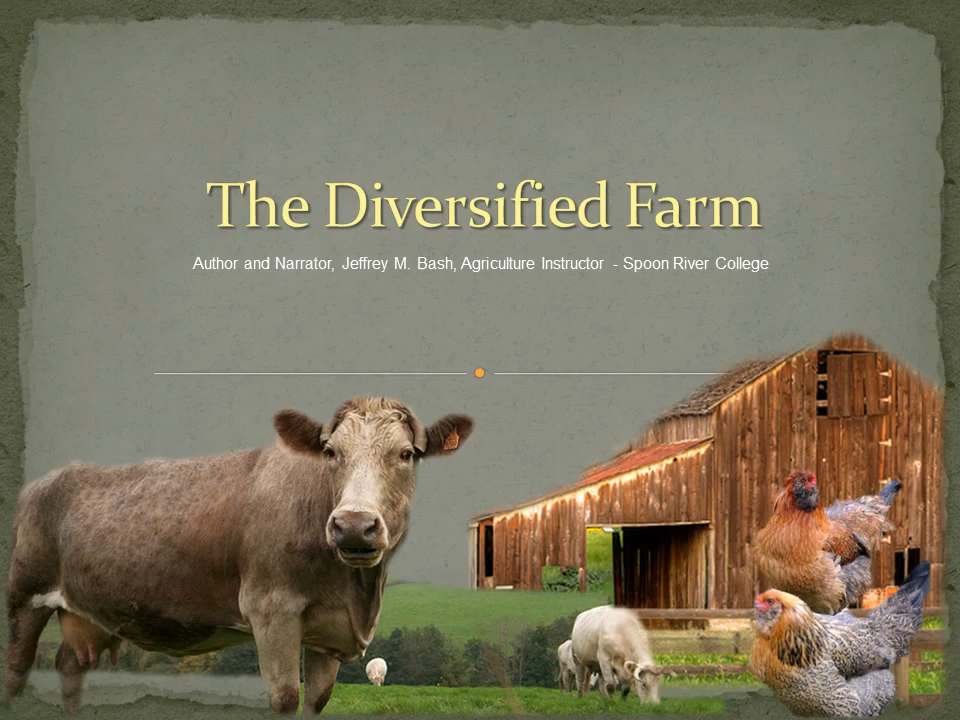 The Diversified Farm
Author and Narrator, Jeffrey M. Bash, Agriculture Instructor - Spoon River College